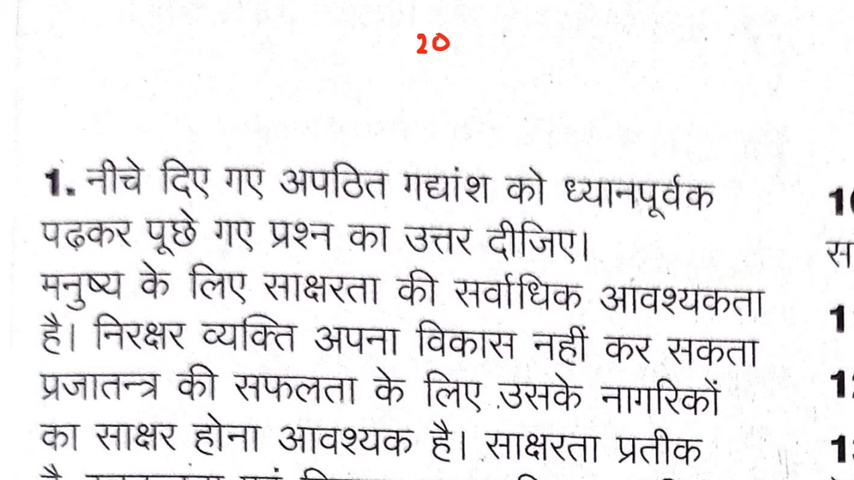 20
1. नीचे दिए गए अपठित गद्यांश को ध्यानपूर्वक
पढ़कर पूछे गए प्रश्न का उत्तर दीजिए।
मनुष्य के लिए साक्षरता की सर्वाधिक आवश्यकता
है। निरक्षर व्यक्ति अपना विकास नहीं कर सकता
प्रजातन्त्र की सफलता के लिए उसके नागरिकों
का साक्षर होना आवश्यक है। साक्षरता प्रतीक
स